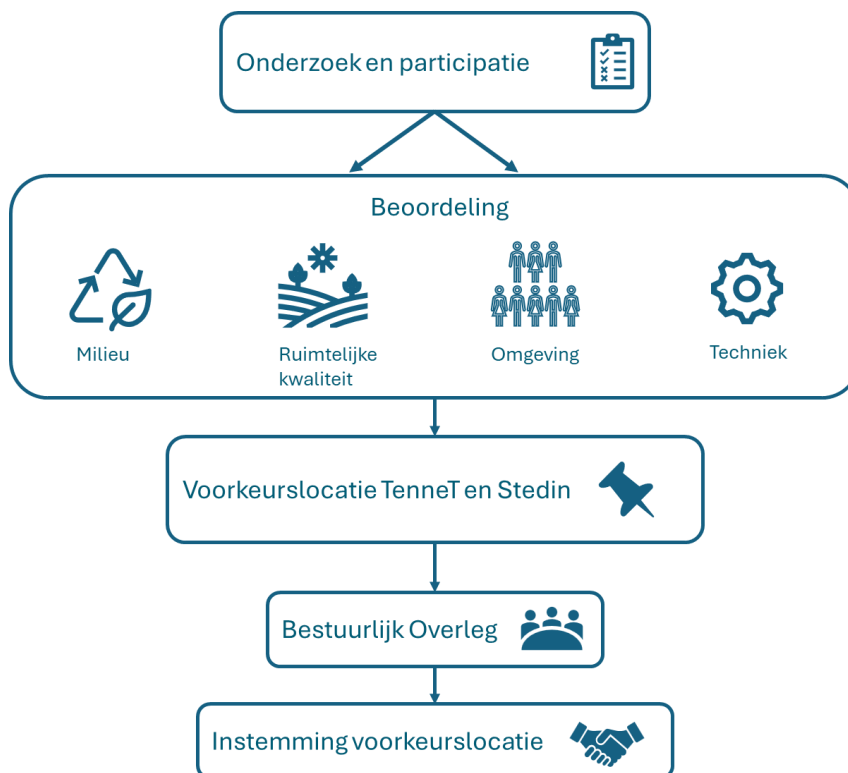 Onderzoek en participatie
Beoordeling
Milieu
Ruimtelijke
kwaliteit
Omgeving
Techniek
Voorkeurslocatie TenneT en Stedin
Bestuurlijk Overleg
Instemming voorkeurslocatie